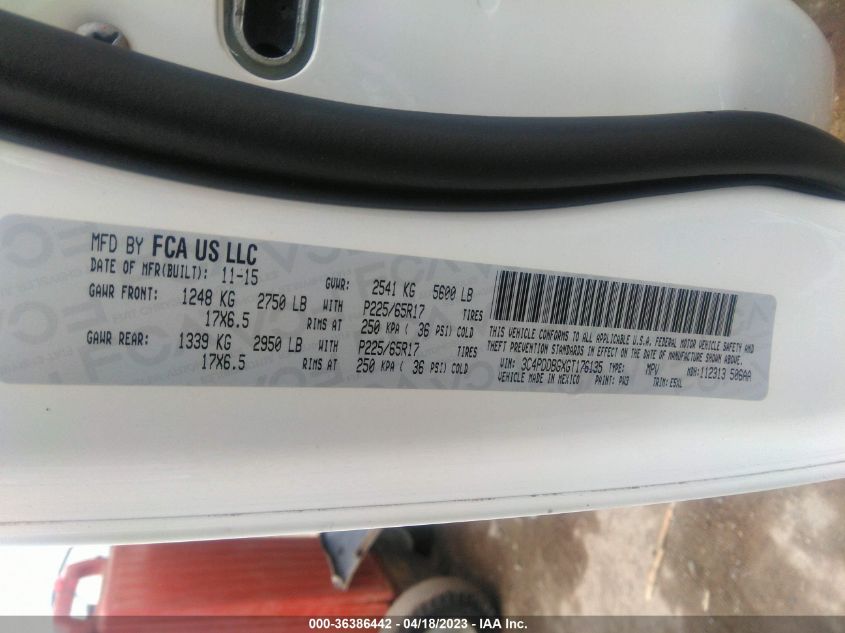 MFD BY FCA US LLC
DATE OF MFR(BUILT): 11-15 GVWR: 2541 KG 5600 LB
GAWR FRONT: 1248 KG 2750 LB WITH P225/65R17 TIRES
17X6.5 RIMS AT 250 KPA ( 36 PSI) COLD
GAWR REAR: 1339 KG 2950 LB WITH P225/65R17 TIRES
17X6.5 RIMS AT 250 KPA ( 36 PSI) COLD
THIS VEHICLE CONFORMS TO ALL APPLICABLE U.S.A. FEDERAL MOTOR VEHICLE SAFETY AND
THEFT PREVENTION STANDARDS IN EFFECT ON THE DATE OF MANUFACTURE SHOWN ABOVE.
VIN: 3C4PDDBGXGT176135 TYPE: MPV MDH: 112313 506AA
VEHICLE MADE IN MEXICO PAINT: PW3 TRIM: E5XL
000-36386442 - 04/18/2023 - IAA Inc.